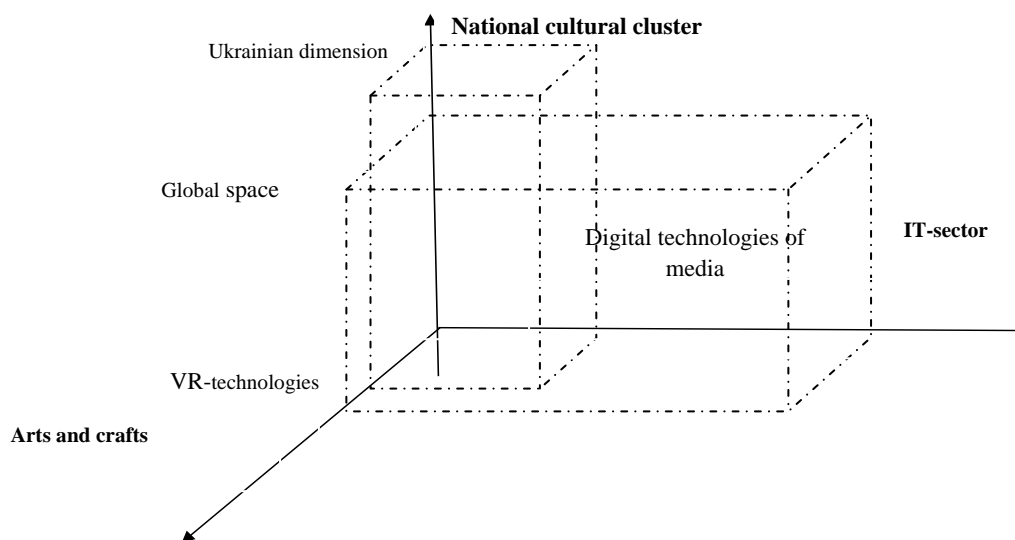 National cultural cluster
Ukrainian dimension
Global space
Digital technologies of
media
IT-sector
VR-technologies
Arts and crafts